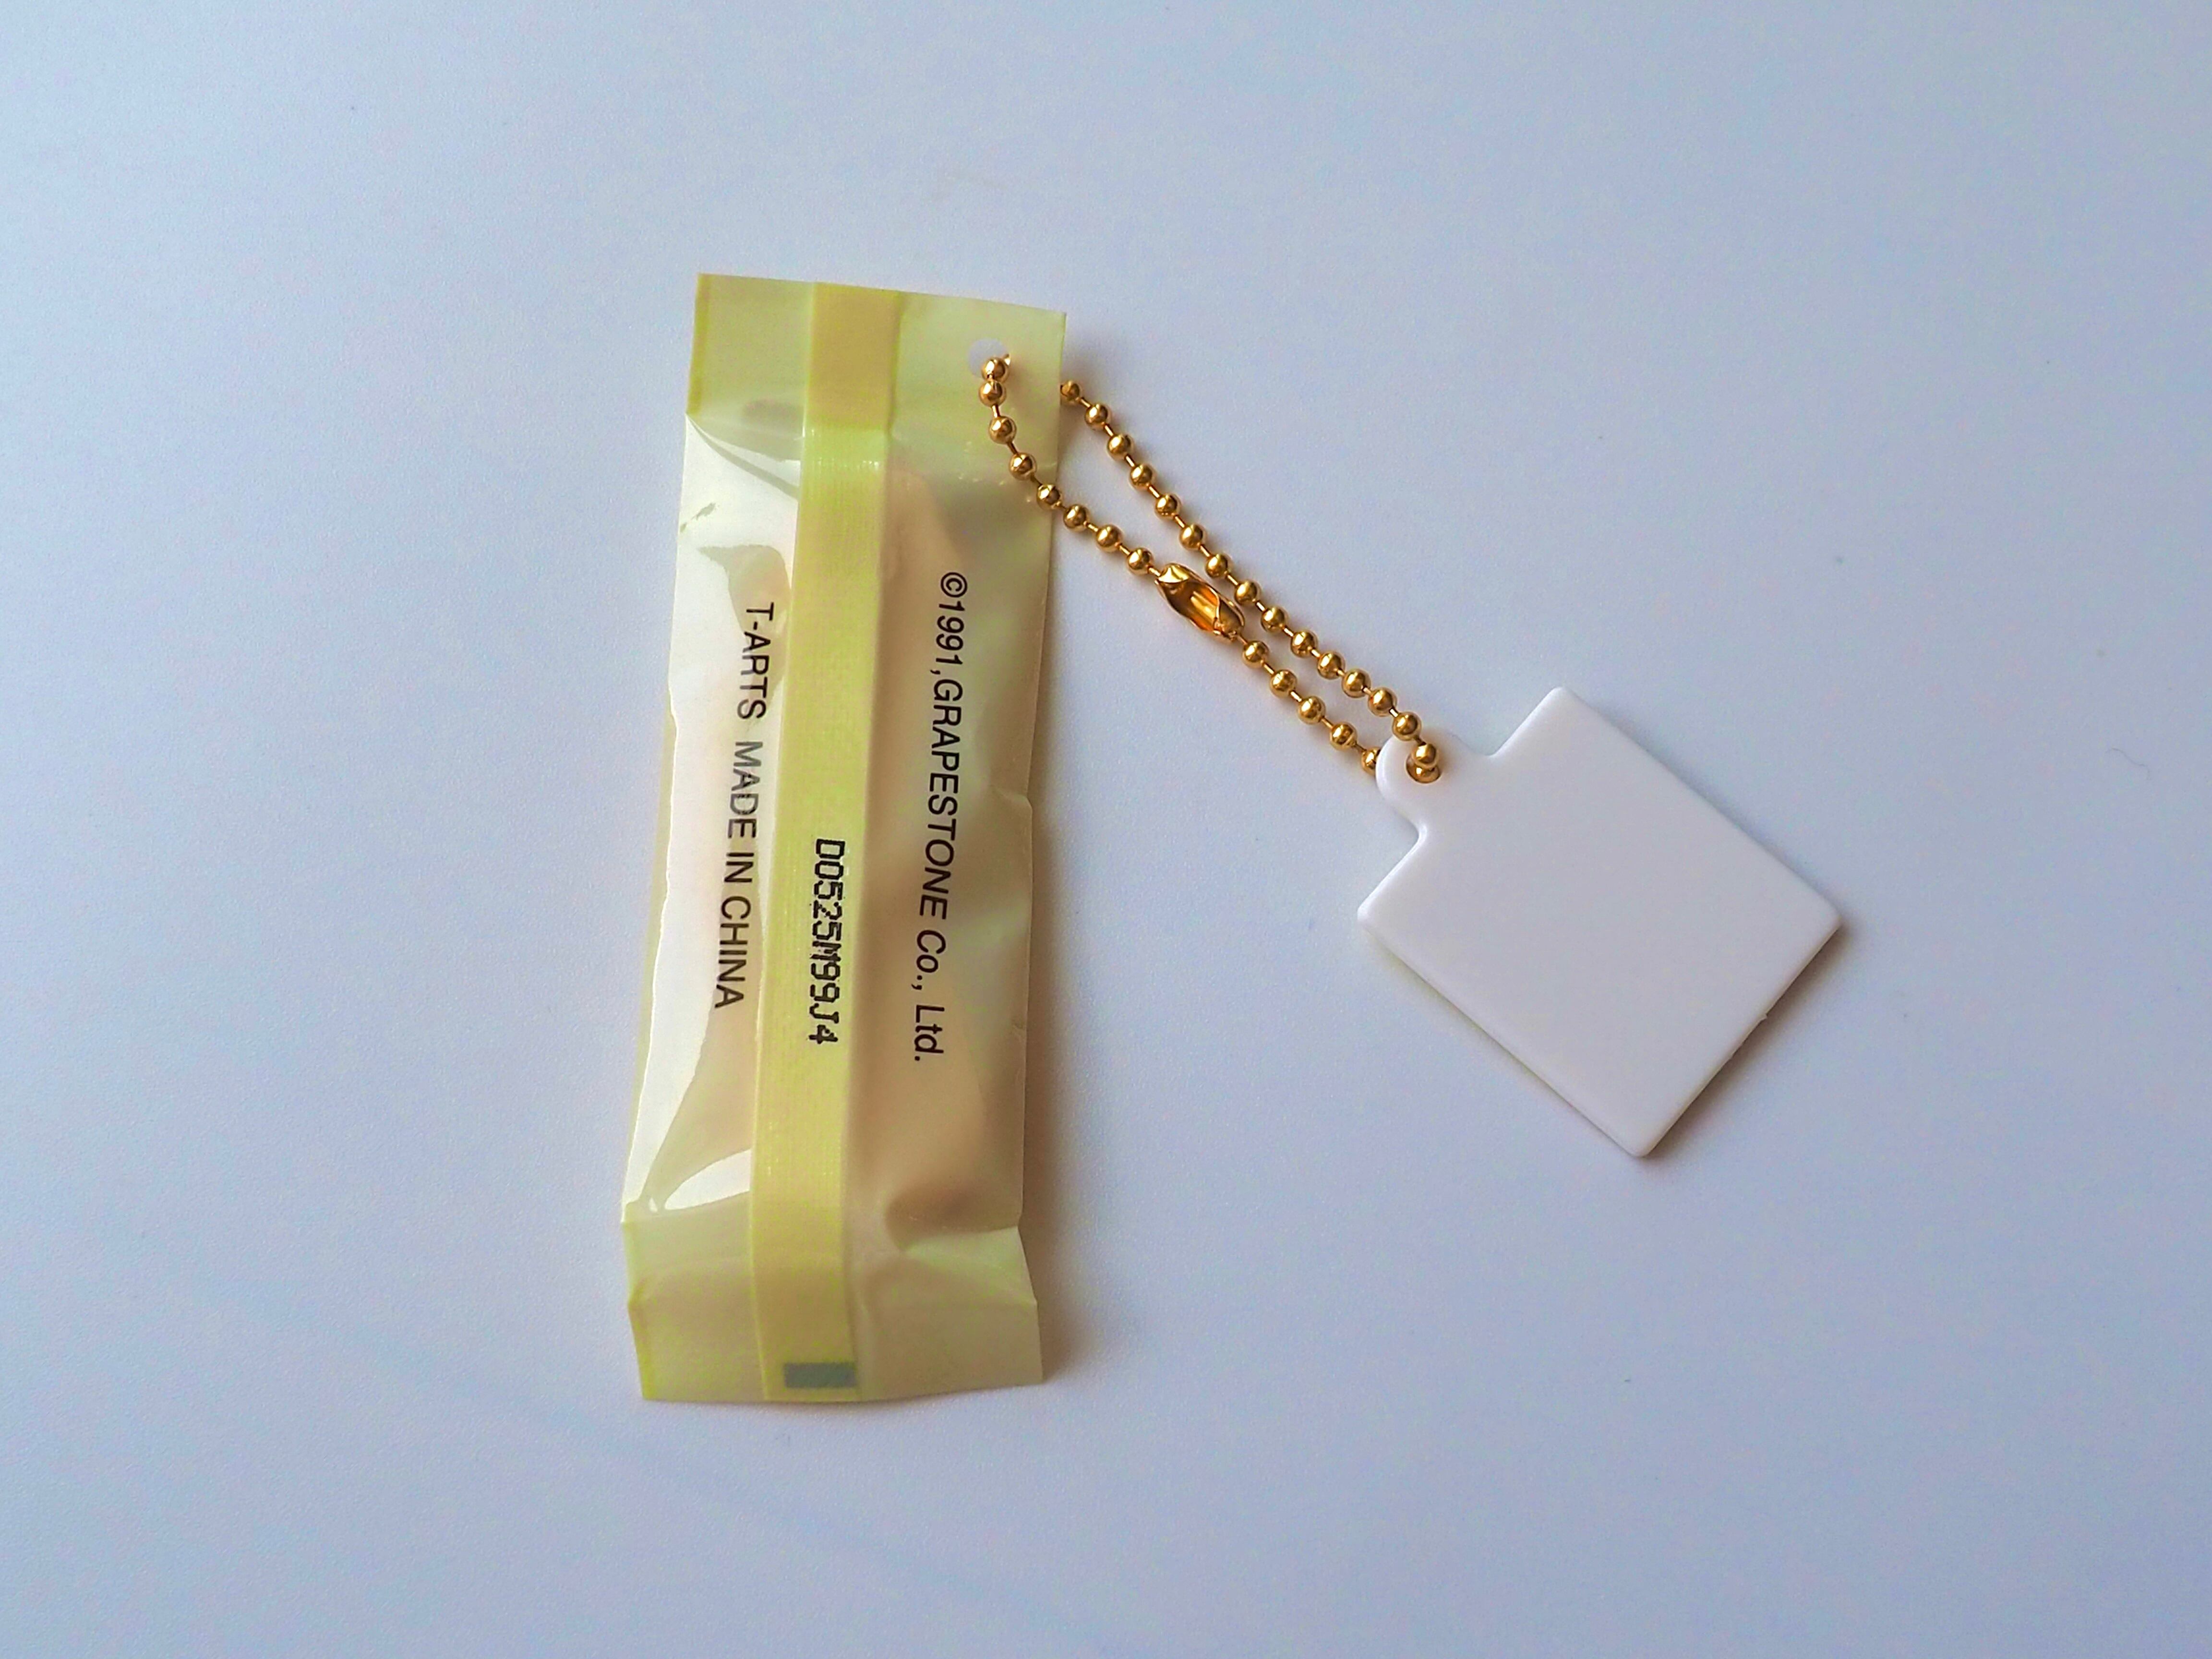 ©1991,GRAPESTONE Co., Ltd.
D0525M99J4
T-ARTS MADE IN CHINA